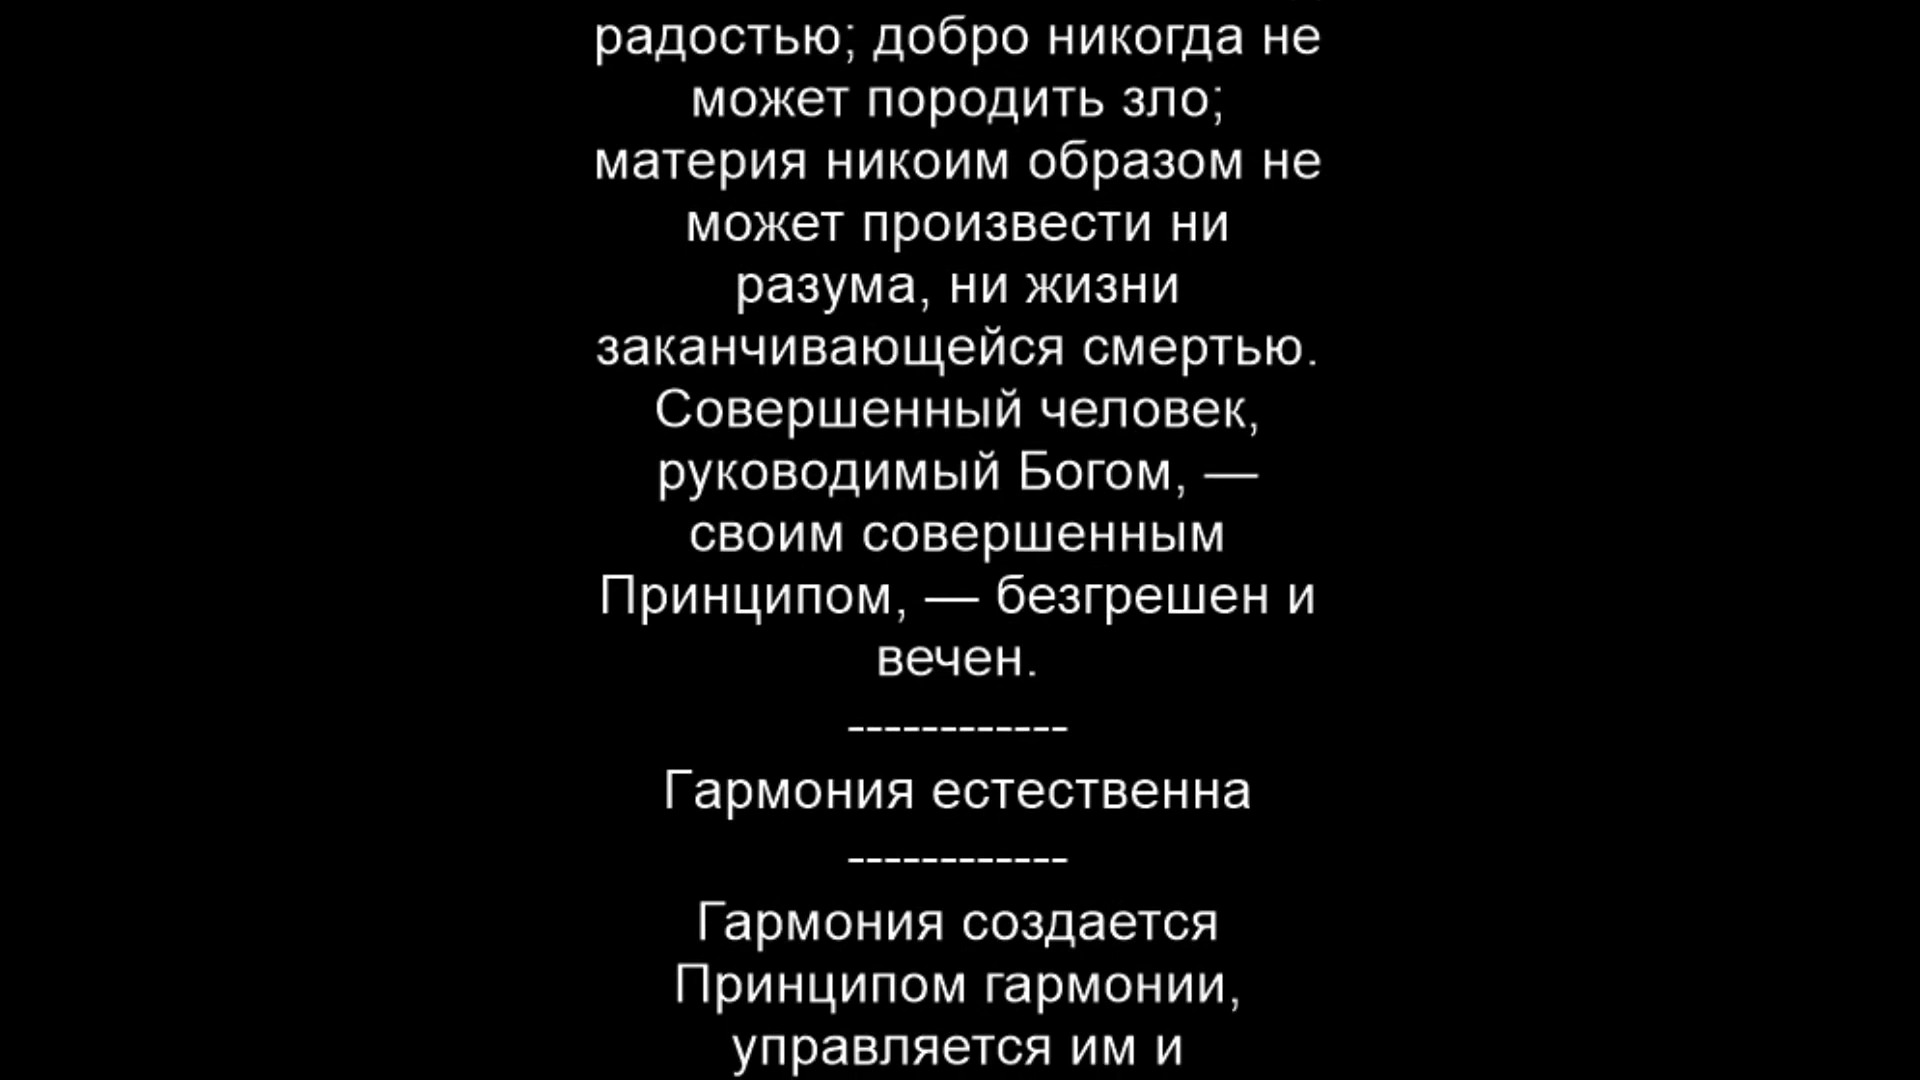 радостью; добро никогда не
может породить зло;
материя никоим образом не
может произвести ни
разума, ни жизни
заканчивающейся смертью.
Совершенный человек,
руководимый Богом, —
своим совершенным
Принципом, — безгрешен и
вечен.
------------
Гармония естественна
------------
Гармония создается
Принципом гармонии,
управляется им и